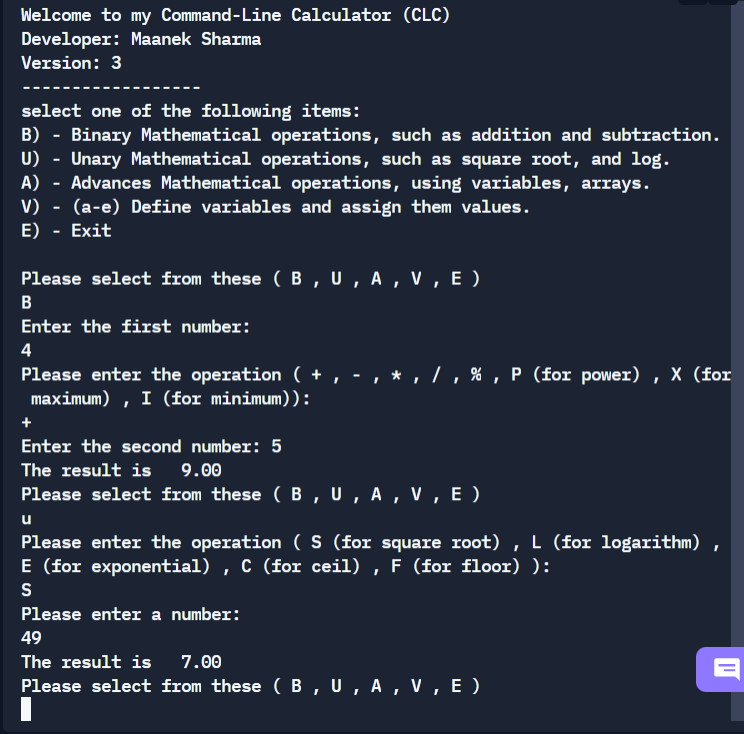 Welcome to my Command-Line Calculator (CLC)
Developer: Maanek Sharma
Version: 3
------------------
select one of the following items:
B) - Binary Mathematical operations, such as addition and subtraction.
U) - Unary Mathematical operations, such as square root, and log.
A) - Advances Mathematical operations, using variables, arrays.
V) - (a-e) Define variables and assign them values.
E) - Exit
Please select from these ( B , U , A , V , E )
B
Enter the first number:
4
Please enter the operation ( + , - , * , / , % , P (for power) , X (for
maximum) , I (for minimum)):
+
Enter the second number: 5
The result is   9.00
Please select from these ( B , U , A , V , E )
u
Please enter the operation ( S (for square root) , L (for logarithm) ,
E (for exponential) , C (for ceil) , F (for floor) ):
S
Please enter a number:
49
The result is   7.00
Please select from these ( B , U , A , V , E )